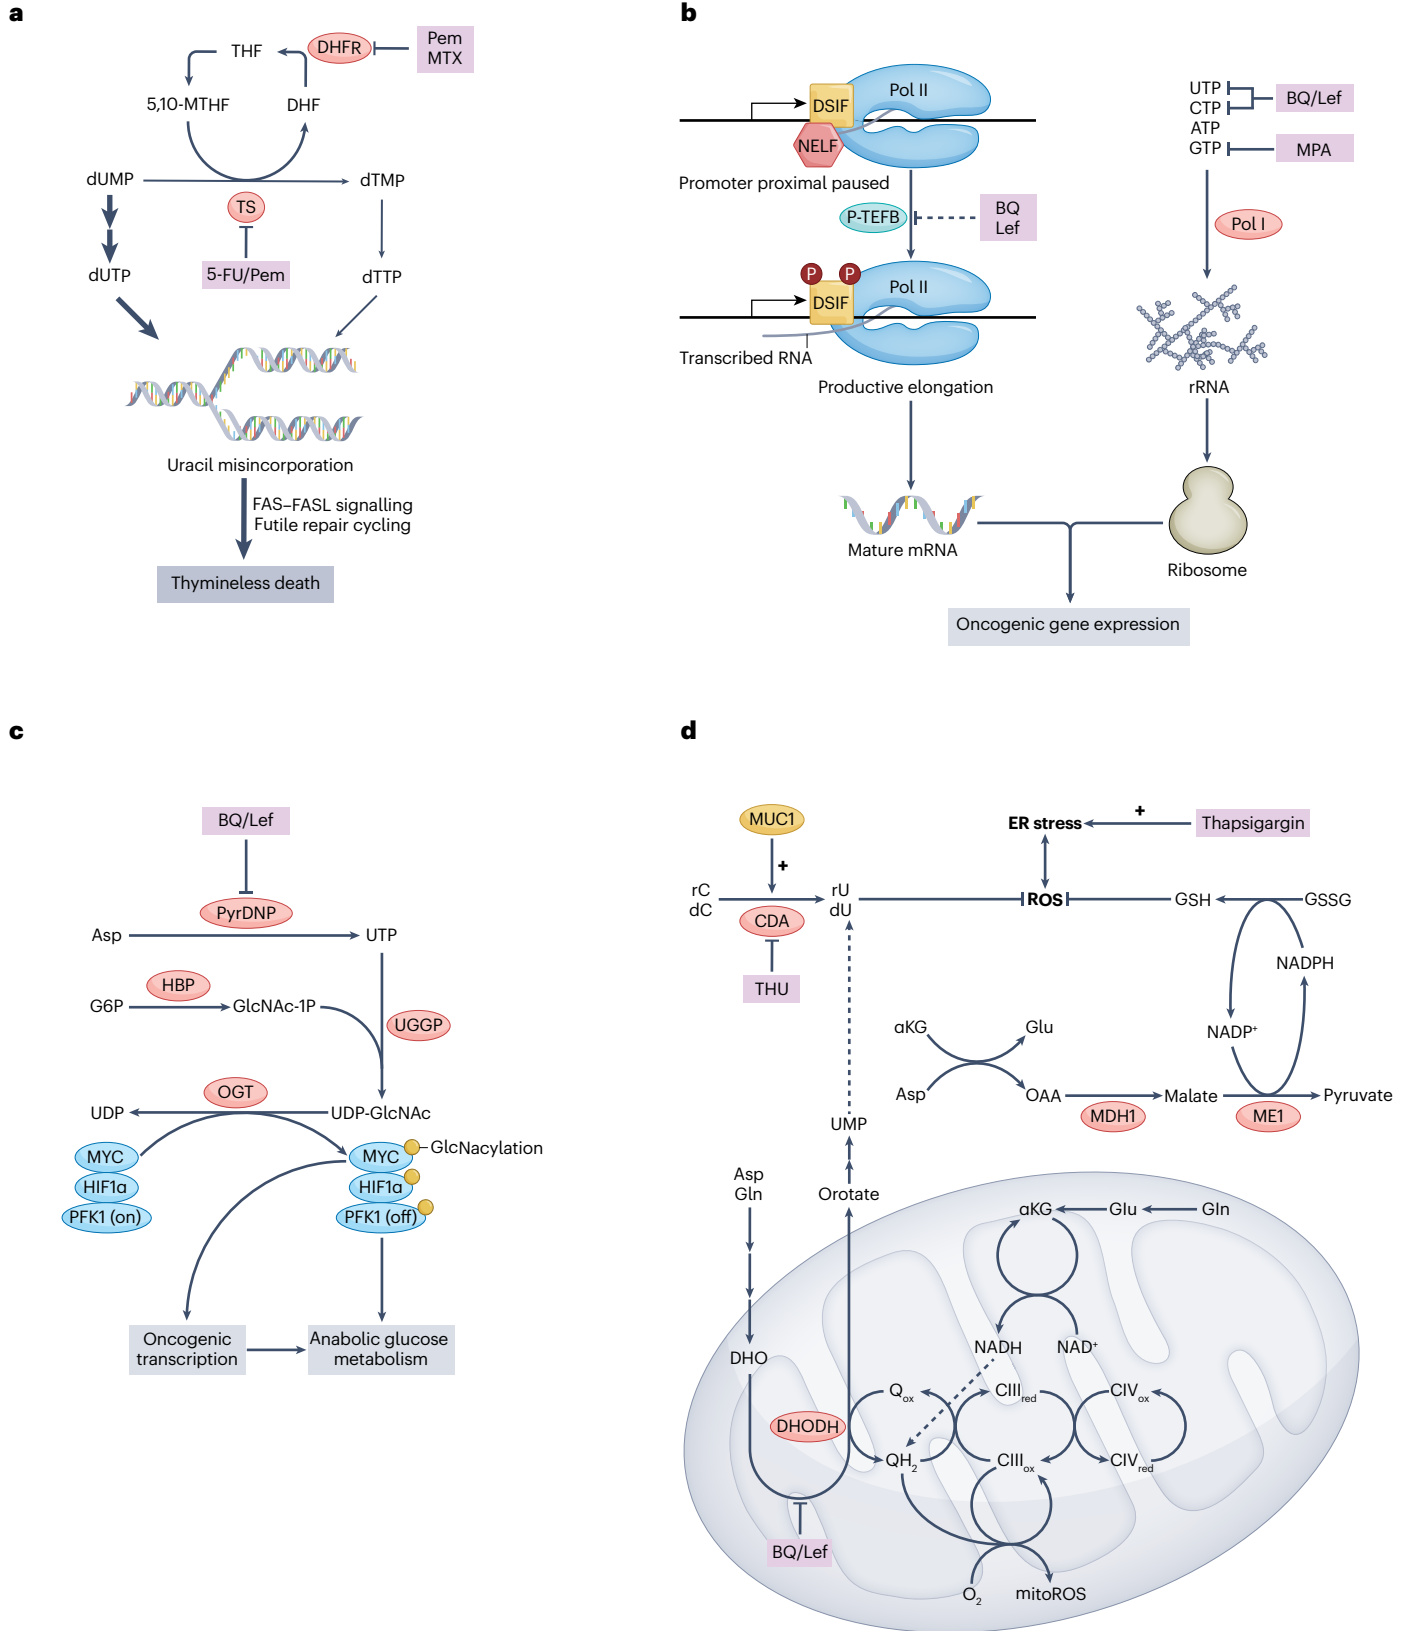 a
THF
DHFR
Pem
MTX
5,10-MTHF
DHF
dUMP
dTMP
TS
dUTP
5-FU/Pem
dTTP
Uracil misincorporation
FAS–FASL signalling
Futile repair cycling
Thymineless death
b
Pol II
DSIF
NELF
Promoter proximal paused
P-TEFB
BQ
Lef
P
P
Pol II
DSIF
Transcribed RNA
Productive elongation
Mature mRNA
UTP
CTP
ATP
GTP
BQ/Lef
MPA
Pol I
rRNA
Ribosome
Oncogenic gene expression
c
BQ/Lef
PyrDNP
Asp
UTP
HBP
G6P
GlcNAc-1P
UGGP
OGT
UDP
UDP-GlcNAc
MYC
HIF1α
PFK1 (on)
MYC
GlcNacylation
HIF1α
PFK1 (off)
Oncogenic
transcription
Anabolic glucose
metabolism
d
MUC1
+
rC
dC
rU
dU
CDA
THU
ER stress
+
Thapsigargin
ROS
GSH
GSSG
NADPH
NADP⁺
αKG
Glu
Asp
OAA
MDH1
Malate
ME1
Pyruvate
UMP
Asp
Gln
Orotate
αKG
Glu
Gln
NADH
NAD⁺
DHO
DHODH
Qox
CIIIred
CIVox
QH₂
CIIIox
CIVred
BQ/Lef
O₂
mitoROS